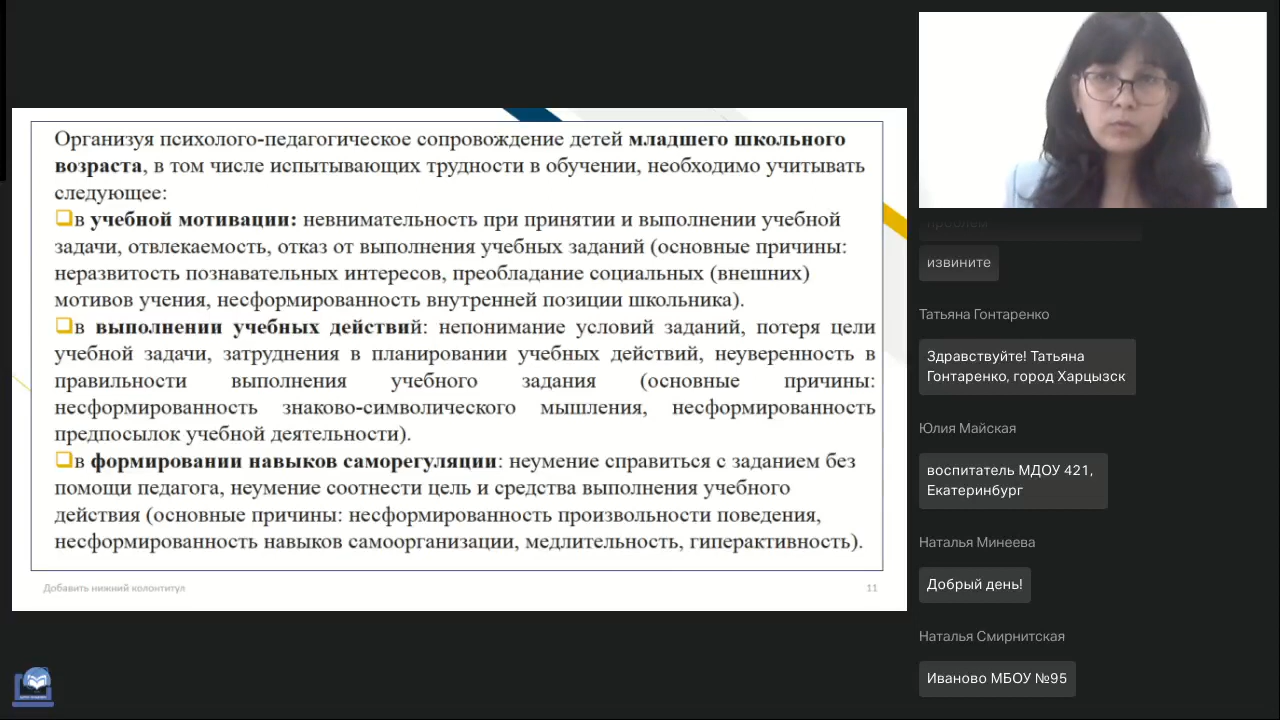 Организуя психолого-педагогическое сопровождение детей младшего школьного
возраста, в том числе испытывающих трудности в обучении, необходимо учитывать
следующее:
в учебной мотивации: невнимательность при принятии и выполнении учебной
задачи, отвлекаемость, отказ от выполнения учебных заданий (основные причины:
неразвитость познавательных интересов, преобладание социальных (внешних)
мотивов учения, несформированность внутренней позиции школьника).
в выполнении учебных действий: непонимание условий заданий, потеря цели
учебной задачи, затруднения в планировании учебных действий, неуверенность в
правильности выполнения учебного задания (основные причины:
несформированность знаково-символического мышления, несформированность
предпосылок учебной деятельности).
в формировании навыков саморегуляции: неумение справиться с заданием без
помощи педагога, неумение соотнести цель и средства выполнения учебного
действия (основные причины: несформированность произвольности поведения,
несформированность навыков самоорганизации, медлительность, гиперактивность).
Добавить нижний колонтитул
11
проблем
извините
Татьяна Гонтаренко
Здравствуйте! Татьяна
Гонтаренко, город Харцызск
Юлия Майская
воспитатель МДОУ 421,
Екатеринбург
Наталья Минеева
Добрый день!
Наталья Смирнитская
Иваново МБОУ №95